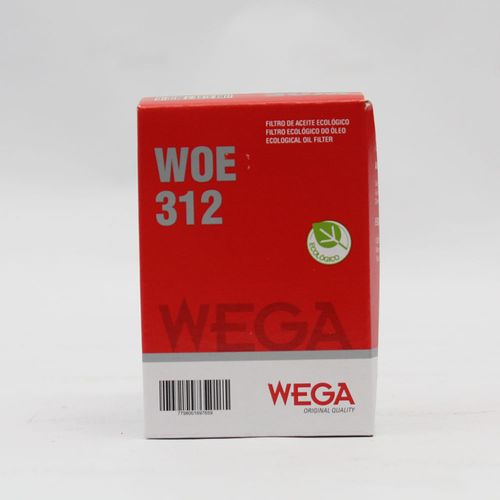 FILTRO DE ACEITE ECOLÓGICO
FILTRO ECOLÓGICO DO ÓLEO
ECOLOGICAL OIL FILTER
WOE
312
ECOLÓGICO
WEGA
WEGA
ORIGINAL QUALITY